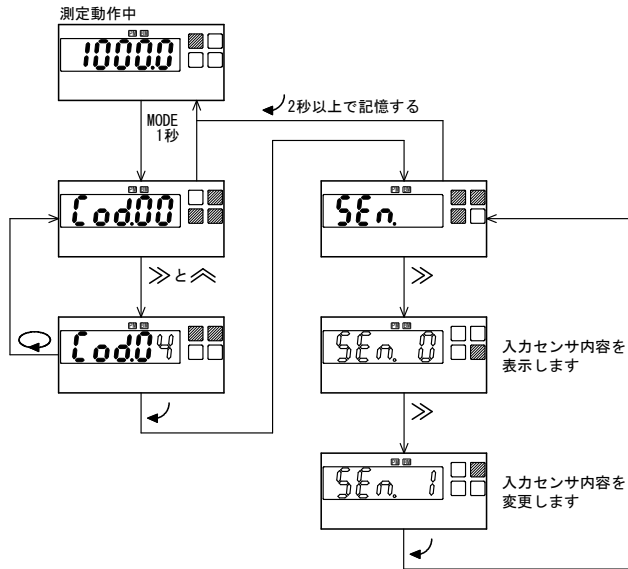 測定動作中
1000.0
MODE
1秒
2秒以上で記憶する
Cod.00
SEn.
≫と︽
≫
Cod.04
SEn. 0
入力センサ内容を
表示します
≫
SEn. 1
入力センサ内容を
変更します